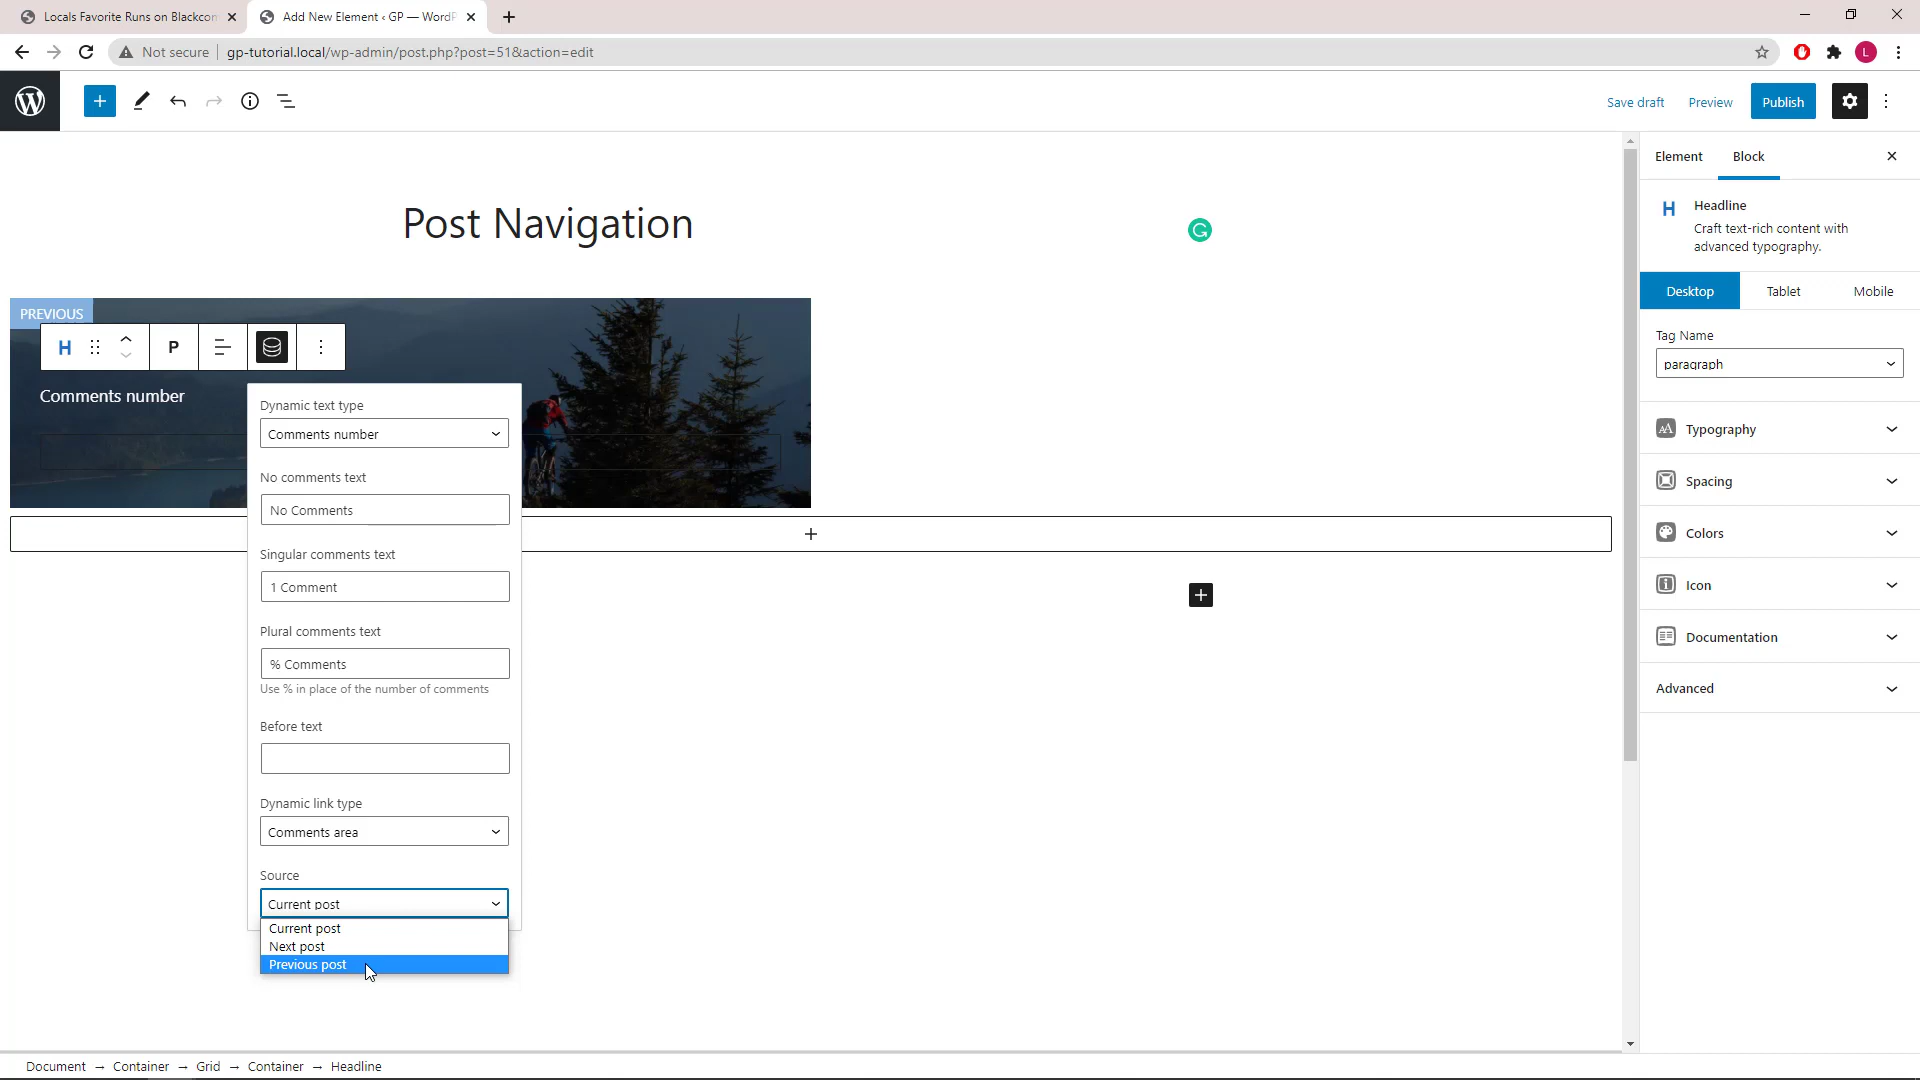 Locals Favorite Runs on Blackcon
Add New Element ‹ GP — WordP
Not secure
gp-tutorial.local/wp-admin/post.php?post=51&action=edit
L
Save draft
Preview
Publish
Element
Block
Headline
Craft text-rich content with
advanced typography.
Desktop
Tablet
Mobile
Tag Name
paragraph
Typography
Spacing
Colors
Icon
Documentation
Advanced
Post Navigation
PREVIOUS
H
P
Comments number
Dynamic text type
Comments number
No comments text
No Comments
Singular comments text
1 Comment
Plural comments text
% Comments
Use % in place of the number of comments
Before text
Dynamic link type
Comments area
Source
Current post
Current post
Next post
Previous post
Document → Container → Grid → Container → Headline